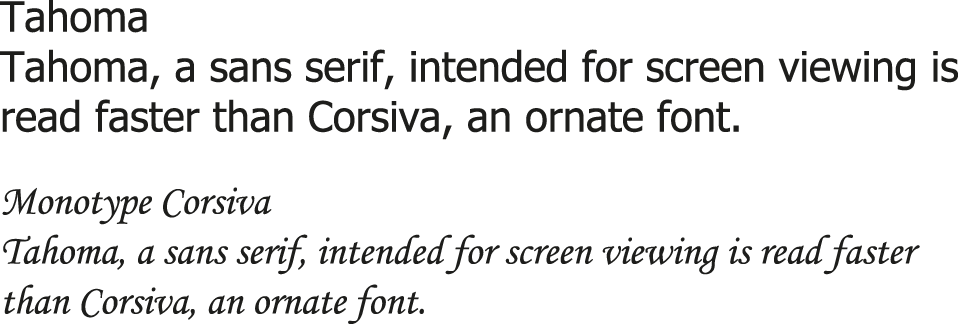 Tahoma
Tahoma, a sans serif, intended for screen viewing is
read faster than Corsiva, an ornate font.
Monotype Corsiva
Tahoma, a sans serif, intended for screen viewing is read faster
than Corsiva, an ornate font.